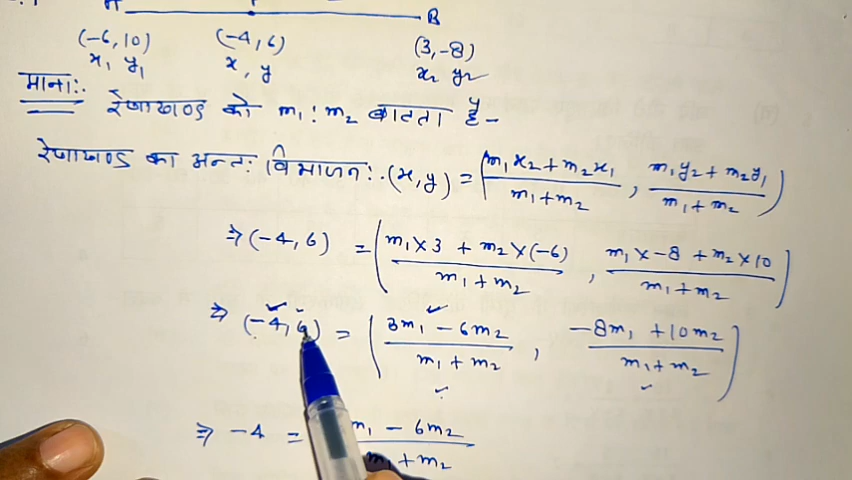 B
(-6, 10) (-4, 6) (3, -8)
x₁ y₁ x, y x₂ y₂
माना:
रेखाखण्ड को m₁ : m₂ बाटता है -
रेखाखण्ड का अन्तः विभाजन: (x, y) = (m₁x₂ + m₂x₁ / m₁ + m₂ , m₁y₂ + m₂y₁ / m₁ + m₂)
⇒ (-4, 6) = (m₁ × 3 + m₂ × (-6) / m₁ + m₂ , m₁ × -8 + m₂ × 10 / m₁ + m₂)
⇒ (-4, 6) = (3m₁ - 6m₂ / m₁ + m₂ , -8m₁ + 10m₂ / m₁ + m₂)
⇒ -4 = m₁ - 6m₂ / m₁ + m₂